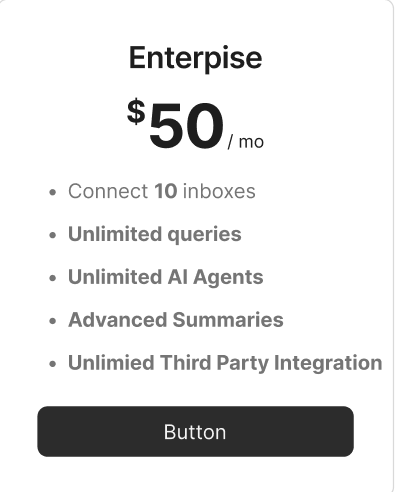 Enterpise
$50 / mo
• Connect 10 inboxes
• Unlimited queries
• Unlimited AI Agents
• Advanced Summaries
• Unlimied Third Party Integration
Button